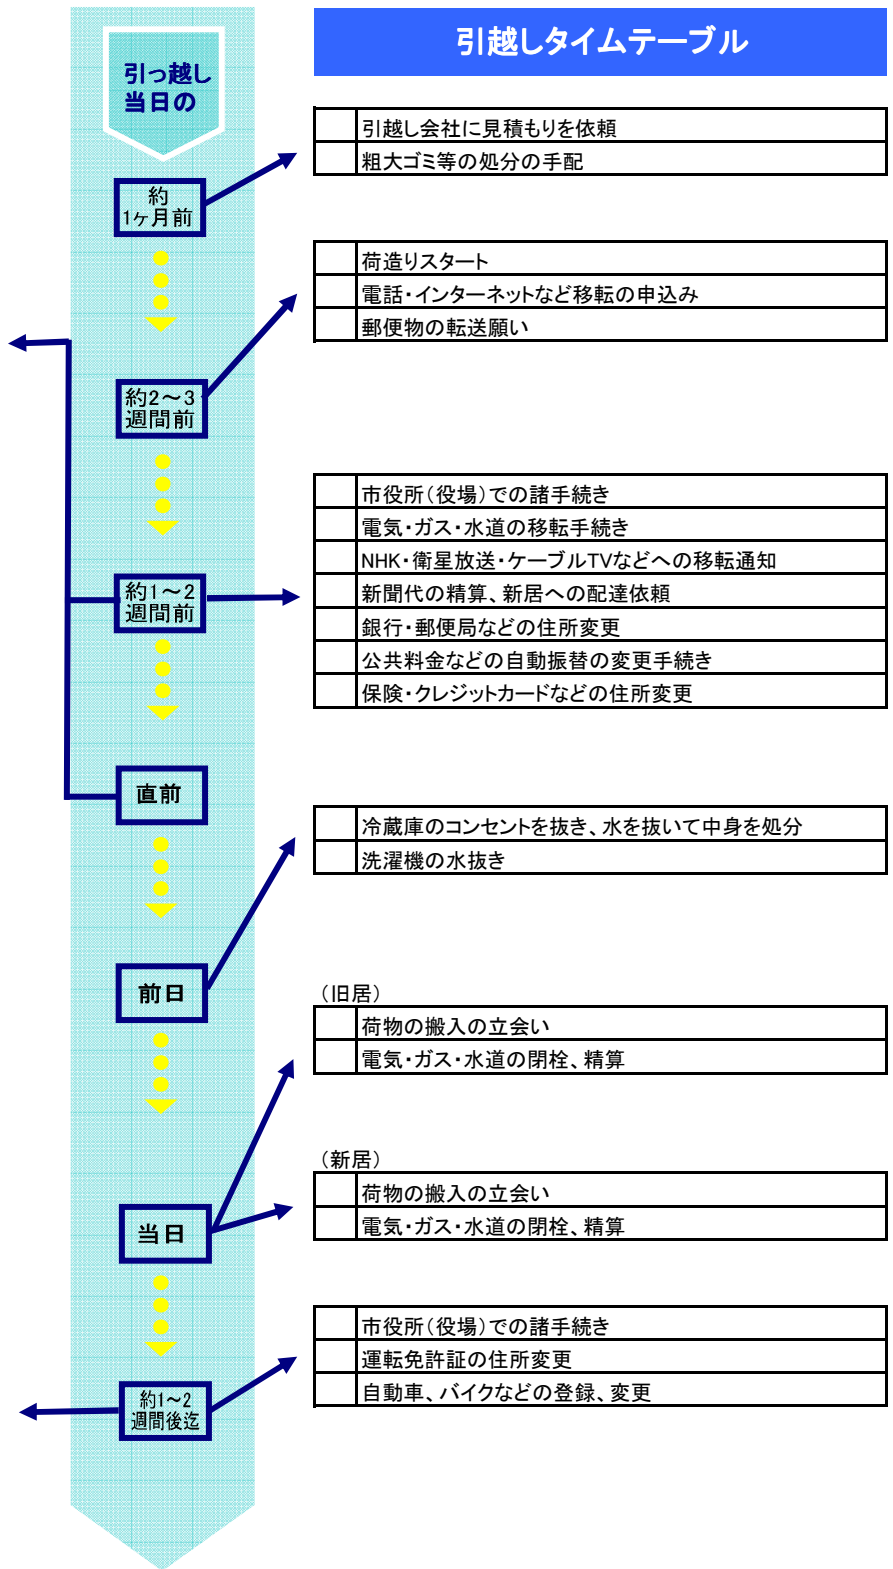 引越しタイムテーブル
引っ越し
当日の
約
1ヶ月前
引越し会社に見積もりを依頼
粗大ゴミ等の処分の手配
約2～3
週間前
荷造りスタート
電話・インターネットなど移転の申込み
郵便物の転送願い
約1～2
週間前
市役所（役場）での諸手続き
電気・ガス・水道の移転手続き
NHK・衛星放送・ケーブルTVなどへの移転通知
新聞代の精算、新居への配達依頼
銀行・郵便局などの住所変更
公共料金などの自動振替の変更手続き
保険・クレジットカードなどの住所変更
直前
前日
冷蔵庫のコンセントを抜き、水を抜いて中身を処分
洗濯機の水抜き
当日
（旧居）
荷物の搬入の立会い
電気・ガス・水道の閉栓、精算
（新居）
荷物の搬入の立会い
電気・ガス・水道の閉栓、精算
約1～2
週間後迄
市役所（役場）での諸手続き
運転免許証の住所変更
自動車、バイクなどの登録、変更